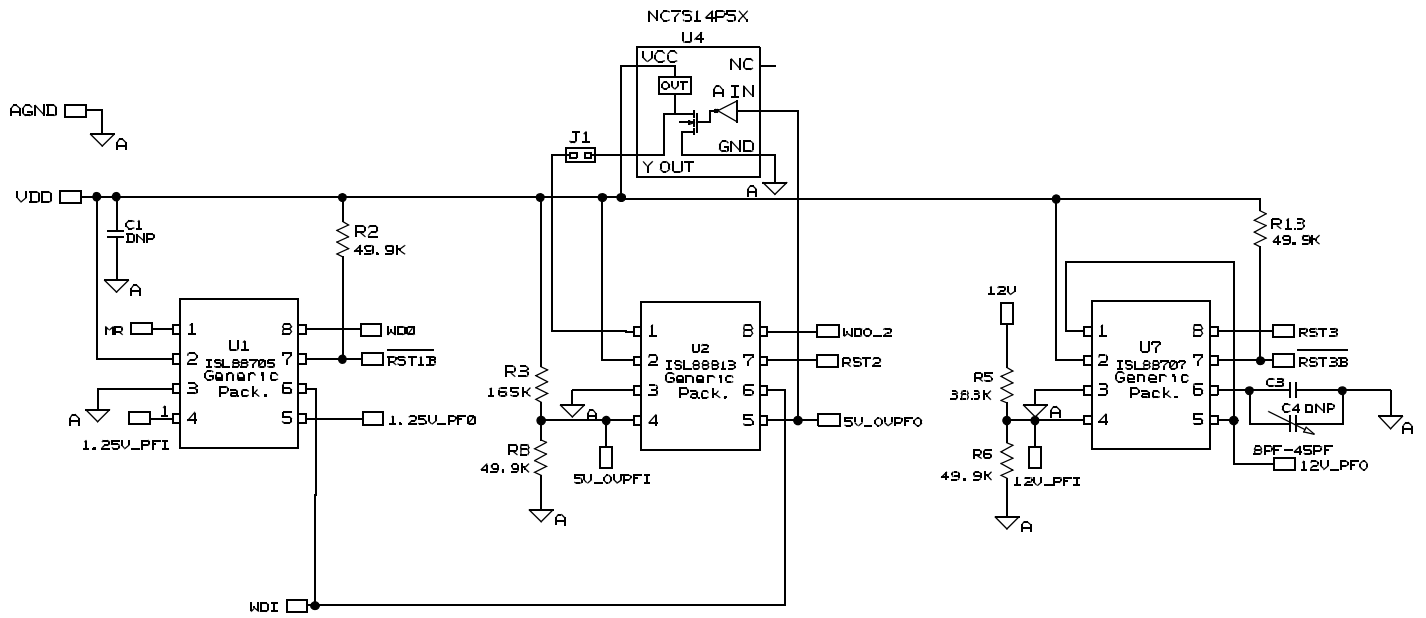 NC7S14P5X
U4
VCC
NC
OUT
A IN
AGND
A
J1
GND
Y OUT
A
VDD
C1
DNP
R2
49.9K
R13
49.9K
A
12V
MR
1
8
WDO
U1
2
ISL88705
7
RST1B
Generic
Pack.
3
6
A
1
4
5
1.25V_PFO
1.25V_PFI
R3
165K
1
8
WDO_2
U2
2
ISL88813
7
RST2
Generic
Pack.
3
6
A
4
5
5V_OVPFO
R8
49.9K
5V_OVPFI
A
1
8
RST3
U7
2
ISL88707
7
RST3B
Generic
Pack.
3
6
C3
R5
38.3K
A
C4 DNP
4
5
A
8PF-45PF
12V_PFO
R6
49.9K
12V_PFI
A
WDI